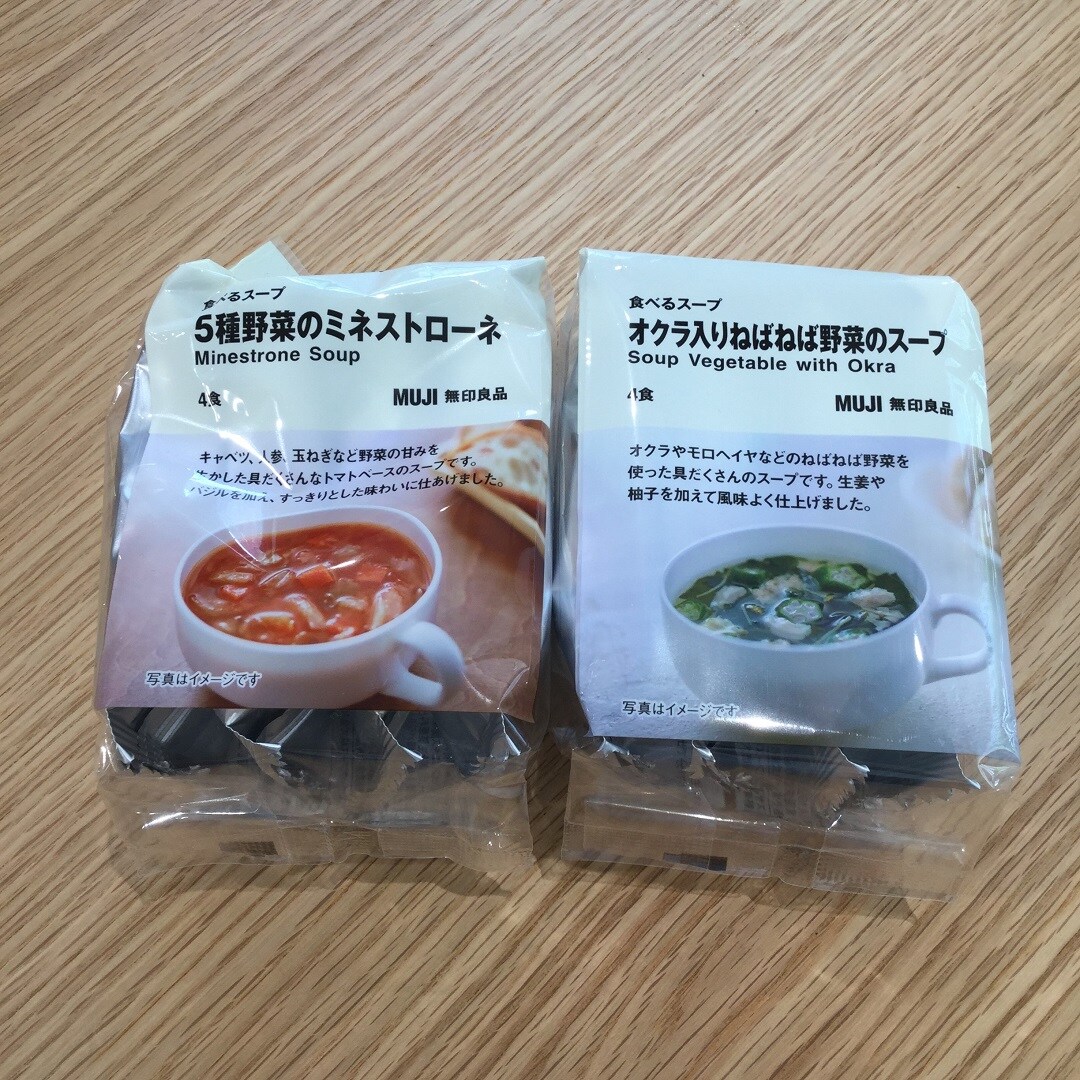 食べるスープ
5種野菜のミネストローネ
Minestrone Soup
4食
MUJI 無印良品
キャベツ、人参、玉ねぎなど野菜の甘みを
生かした具だくさんなトマトベースのスープです。
バジルを加え、すっきりとした味わいに仕あげました。
写真はイメージです
食べるスープ
オクラ入りねばねば野菜のスープ
Soup Vegetable with Okra
4食
MUJI 無印良品
オクラやモロヘイヤなどのねばねば野菜を
使った具だくさんのスープです。生姜や
柚子を加えて風味よく仕上げました。
写真はイメージです